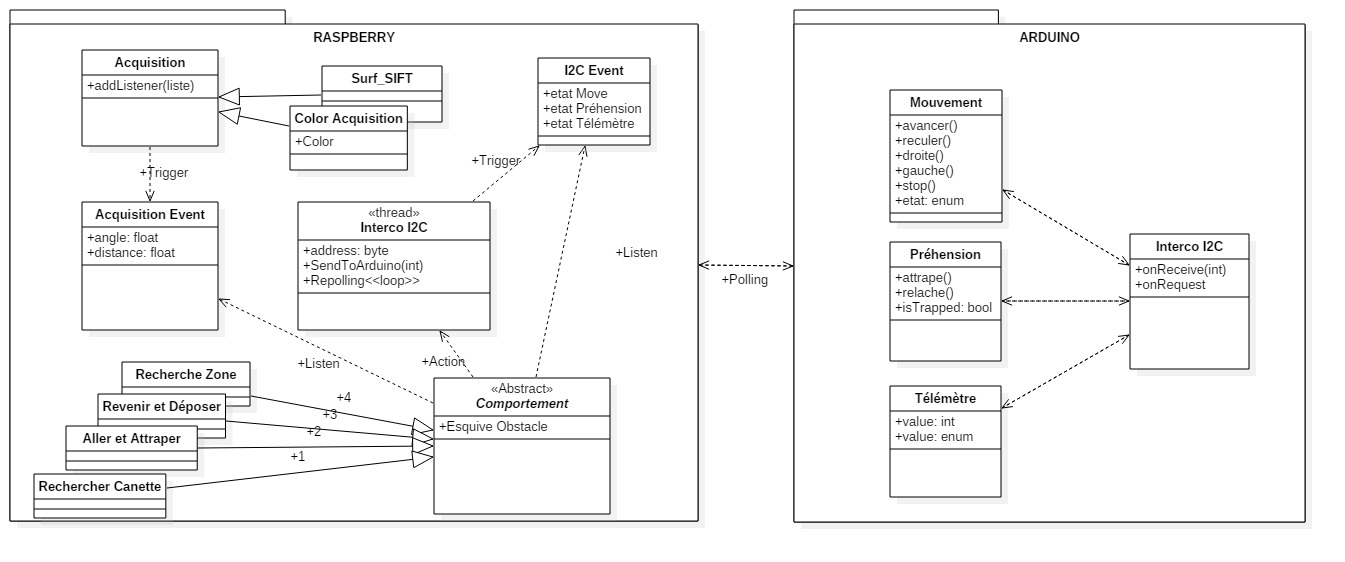 RASPBERRY
Acquisition
+addListener(liste)
Surf_SIFT
Color Acquisition
+Color
I2C Event
+etat Move
+etat Préhension
+etat Télémètre
+Trigger
+Trigger
Acquisition Event
+angle: float
+distance: float
«thread»
Interco I2C
+address: byte
+SendToArduino(int)
+Repolling<<loop>>
+Listen
+Listen
+Action
Recherche Zone
Revenir et Déposer
Aller et Attraper
Rechercher Canette
+4
+3
+2
+1
«Abstract»
Comportement
+Esquive Obstacle
+Polling
ARDUINO
Mouvement
+avancer()
+reculer()
+droite()
+gauche()
+stop()
+etat: enum
Préhension
+attrape()
+relache()
+isTrapped: bool
Télémètre
+value: int
+value: enum
Interco I2C
+onReceive(int)
+onRequest